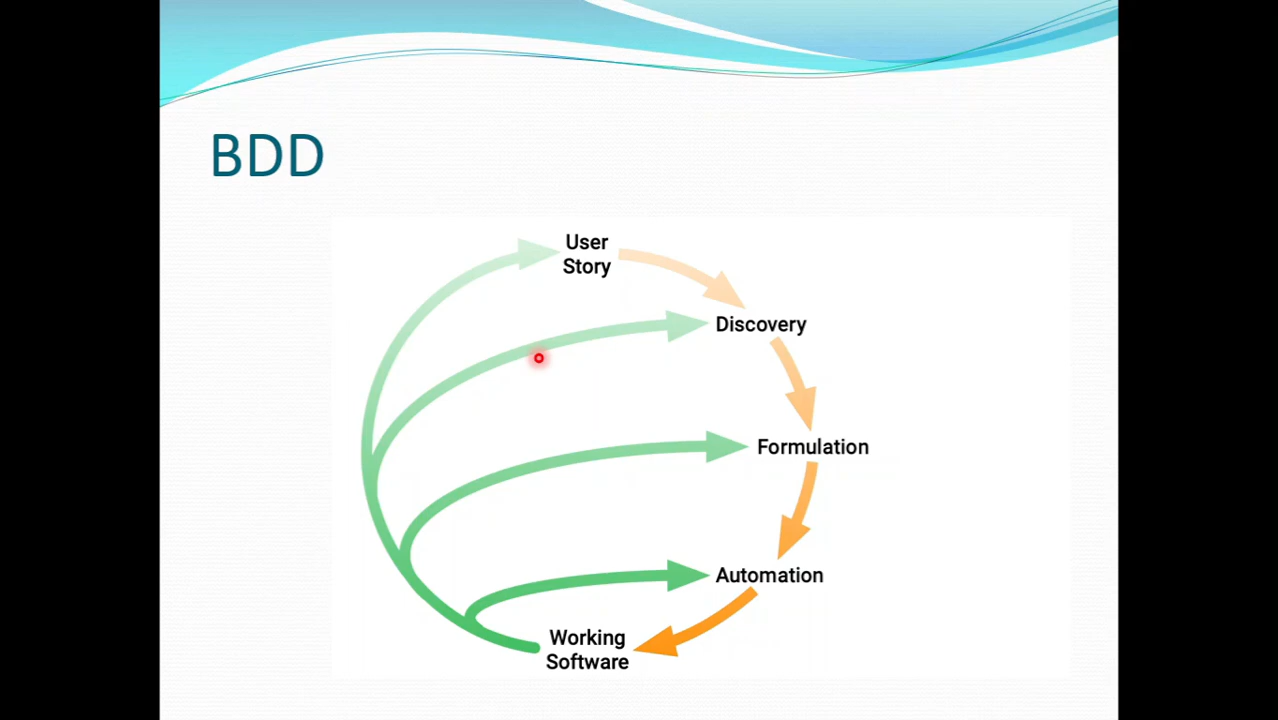 BDD
User
Story
Discovery
Formulation
Automation
Working
Software